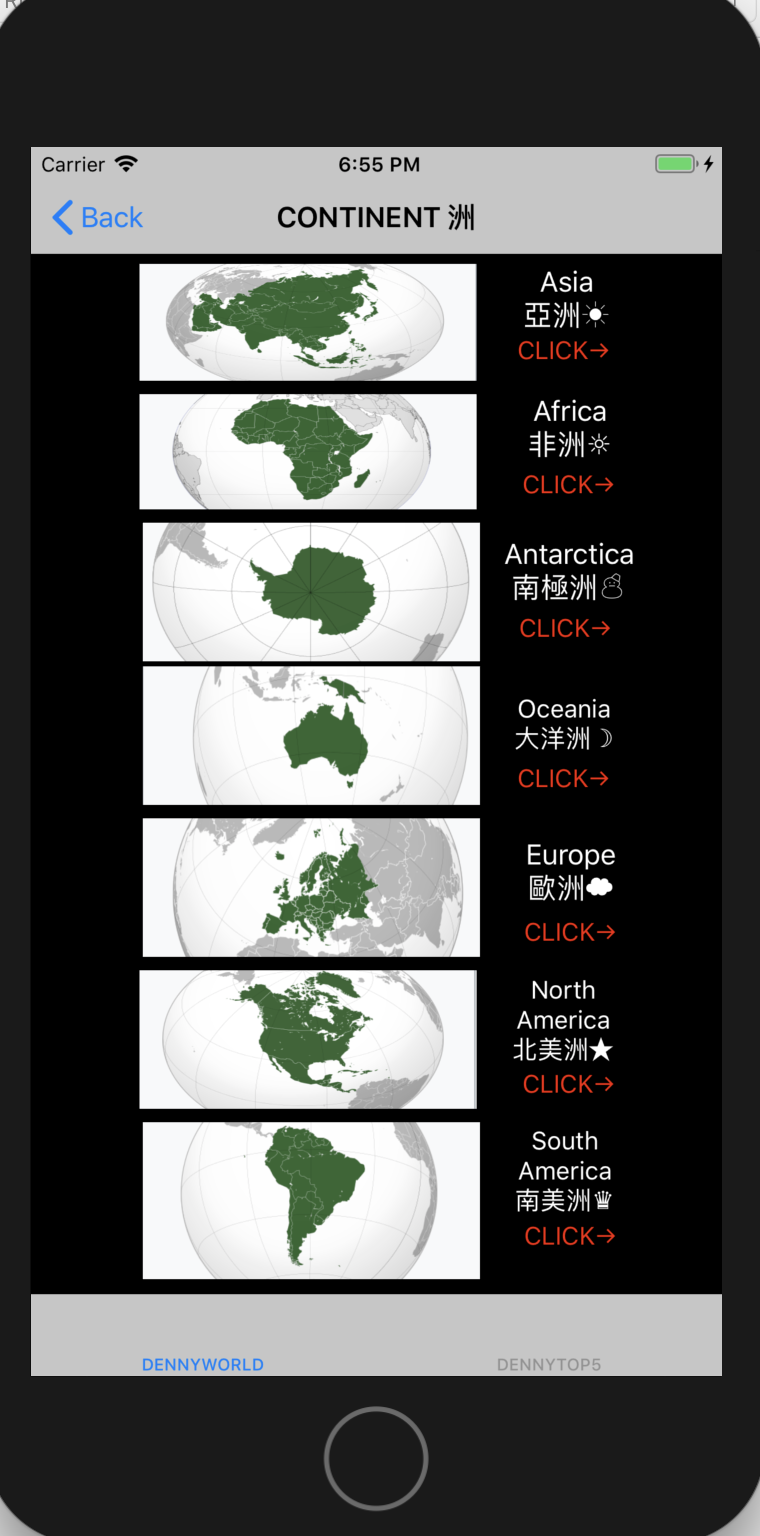 Carrier 6:55 PM
Back CONTINENT 洲
Asia
亞洲☀
CLICK→
Africa
非洲☼
CLICK→
Antarctica
南極洲☃
CLICK→
Oceania
大洋洲☽
CLICK→
Europe
歐洲☁
CLICK→
North
America
北美洲★
CLICK→
South
America
南美洲♛
CLICK→
DENNYWORLD DENNYTOP5